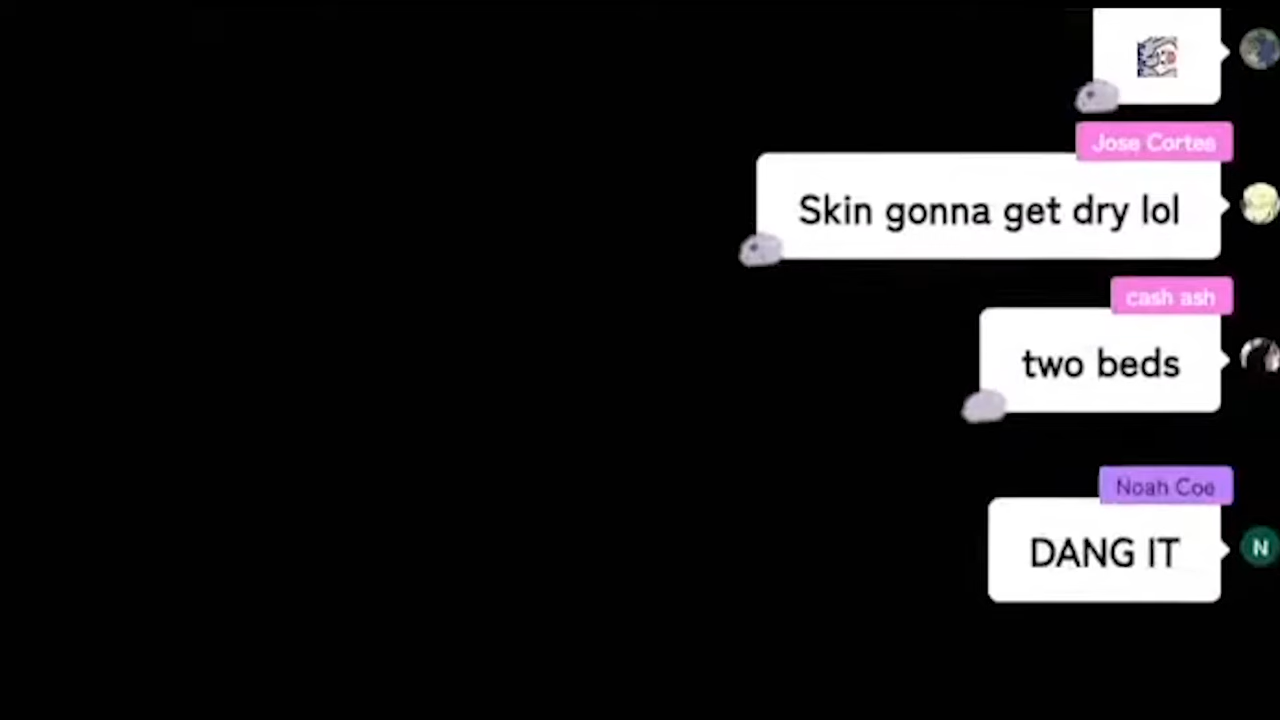 Jose Cortes
Skin gonna get dry lol
cash ash
two beds
Noah Coe
DANG IT
N